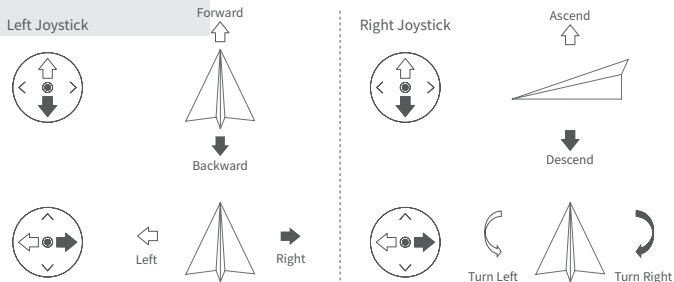 Left Joystick
Forward
Backward
Left
Right
Right Joystick
Ascend
Descend
Turn Left
Turn Right